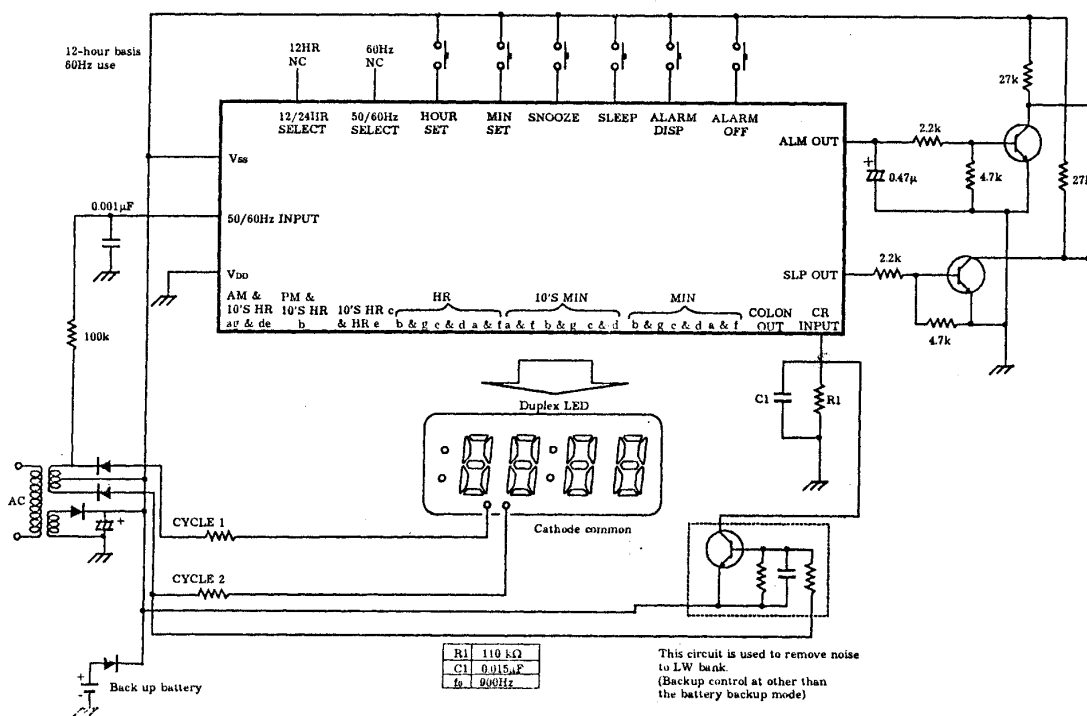 12-hour basis
60Hz use
12HR
NC
60Hz
NC
12/24HR
SELECT
50/60Hz
SELECT
HOUR
SET
MIN
SET
SNOOZE
SLEEP
ALARM
DISP
ALARM
OFF
27k
ALM OUT
2.2k
+
0.47μ
4.7k
27k
VSS
0.001μF
50/60Hz INPUT
VDD
SLP OUT
2.2k
4.7k
AM &
10'S HR
ag & de
PM &
10'S HR
b
10'S HR c
& HR e
HR
b & g c & d a & f
10'S MIN
a & f b & g c & d
MIN
b & g c & d a & f
COLON
OUT
CR
INPUT
100k
C1
R1
Duplex LED
Cathode common
AC
+
CYCLE 1
CYCLE 2
R1 110 kΩ
C1 0.015μF
f0 900Hz
This circuit is used to remove noise
to LW bank.
(Backup control at other than
the battery backup mode)
+
-
Back up battery